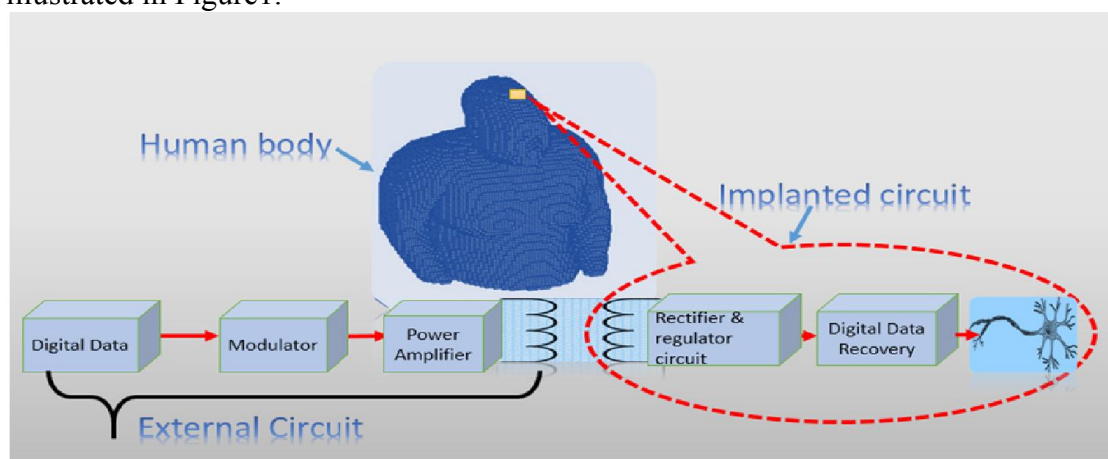 illustrated in Figure1.
Human body
Implanted circuit
Digital Data
Modulator
Power
Amplifier
Rectifier &
regulator
circuit
Digital Data
Recovery
External Circuit